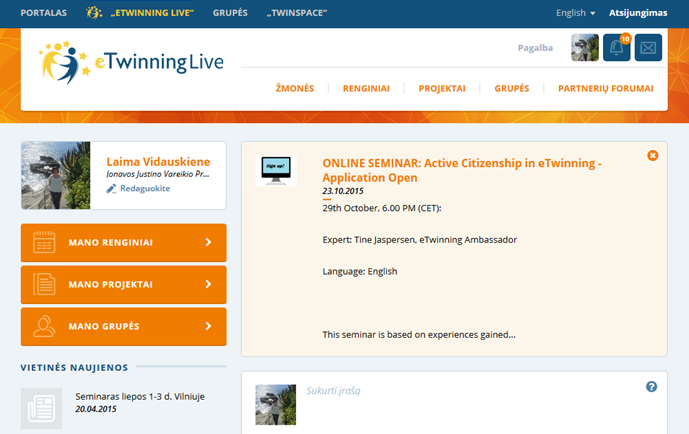 PORTALAS „ETWINNING LIVE“ GRUPĖS „TWINSPACE“ English Atsijungimas
eTwinning Live
Pagalba 10
ŽMONĖS RENGINIAI PROJEKTAI GRUPĖS PARTNERIŲ FORUMAI
Laima Vidauskiene
Jonavos Justino Vareikio Pr...
Redaguokite
MANO RENGINIAI
MANO PROJEKTAI
MANO GRUPĖS
VIETINĖS NAUJIENOS
Seminaras liepos 1-3 d. Vilniuje
20.04.2015
Sign up!
ONLINE SEMINAR: Active Citizenship in eTwinning -
Application Open
23.10.2015
29th October, 6.00 PM (CET):
Expert: Tine Jaspersen, eTwinning Ambassador
Language: English
This seminar is based on experiences gained...
Sukurti įrašą
?